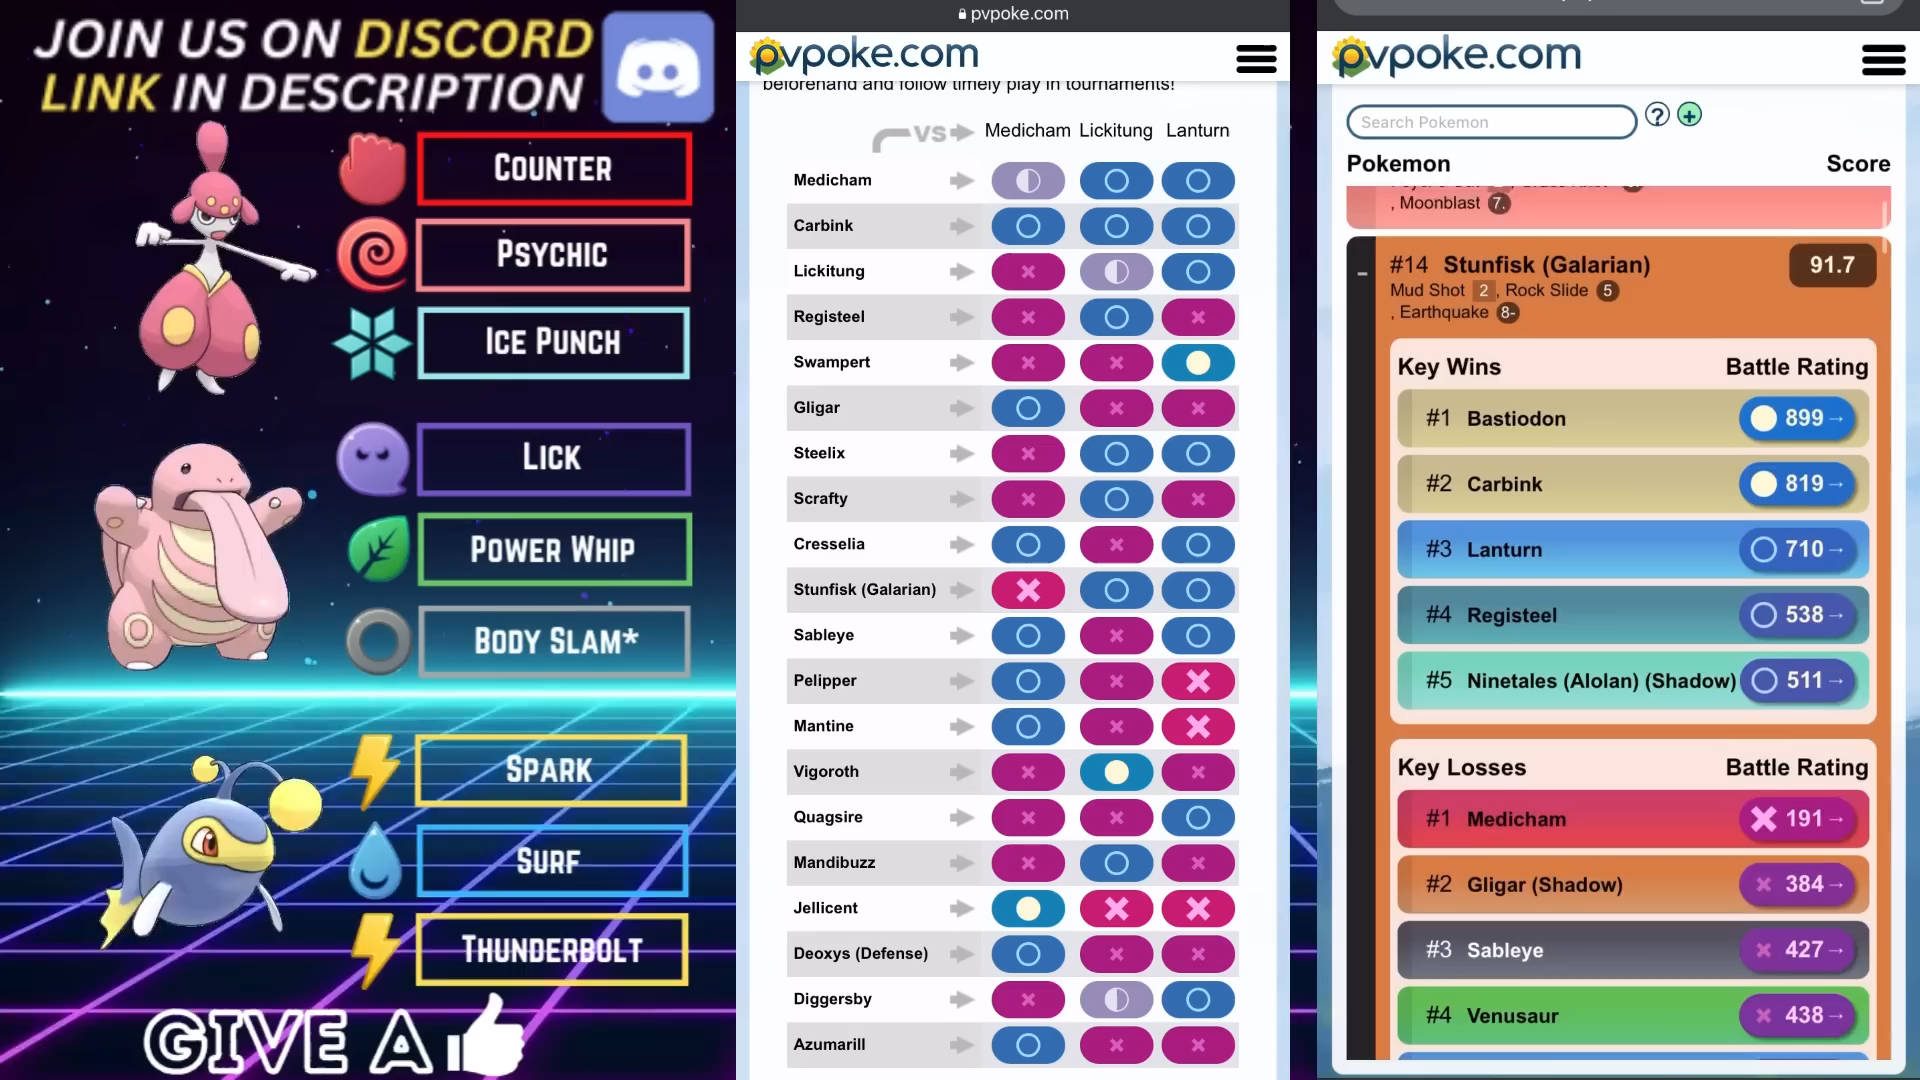 JOIN US ON DISCORD
LINK IN DESCRIPTION
COUNTER
PSYCHIC
ICE PUNCH
LICK
POWER WHIP
BODY SLAM*
SPARK
SURF
THUNDERBOLT
GIVE A
pvpoke.com
pvpoke.com
beforehand and follow timely play in tournaments!
VS Medicham Lickitung Lanturn
Medicham
Carbink
Lickitung
Registeel
Swampert
Gligar
Steelix
Scrafty
Cresselia
Stunfisk (Galarian)
Sableye
Pelipper
Mantine
Vigoroth
Quagsire
Mandibuzz
Jellicent
Deoxys (Defense)
Diggersby
Azumarill
pvpoke.com
Search Pokemon ? +
Pokemon Score
, Moonblast 7.
#14 Stunfisk (Galarian) 91.7
Mud Shot 2 , Rock Slide 5
, Earthquake 8-
Key Wins Battle Rating
#1 Bastiodon 899→
#2 Carbink 819→
#3 Lanturn 710→
#4 Registeel 538→
#5 Ninetales (Alolan) (Shadow) 511→
Key Losses Battle Rating
#1 Medicham 191→
#2 Gligar (Shadow) 384→
#3 Sableye 427→
#4 Venusaur 438→